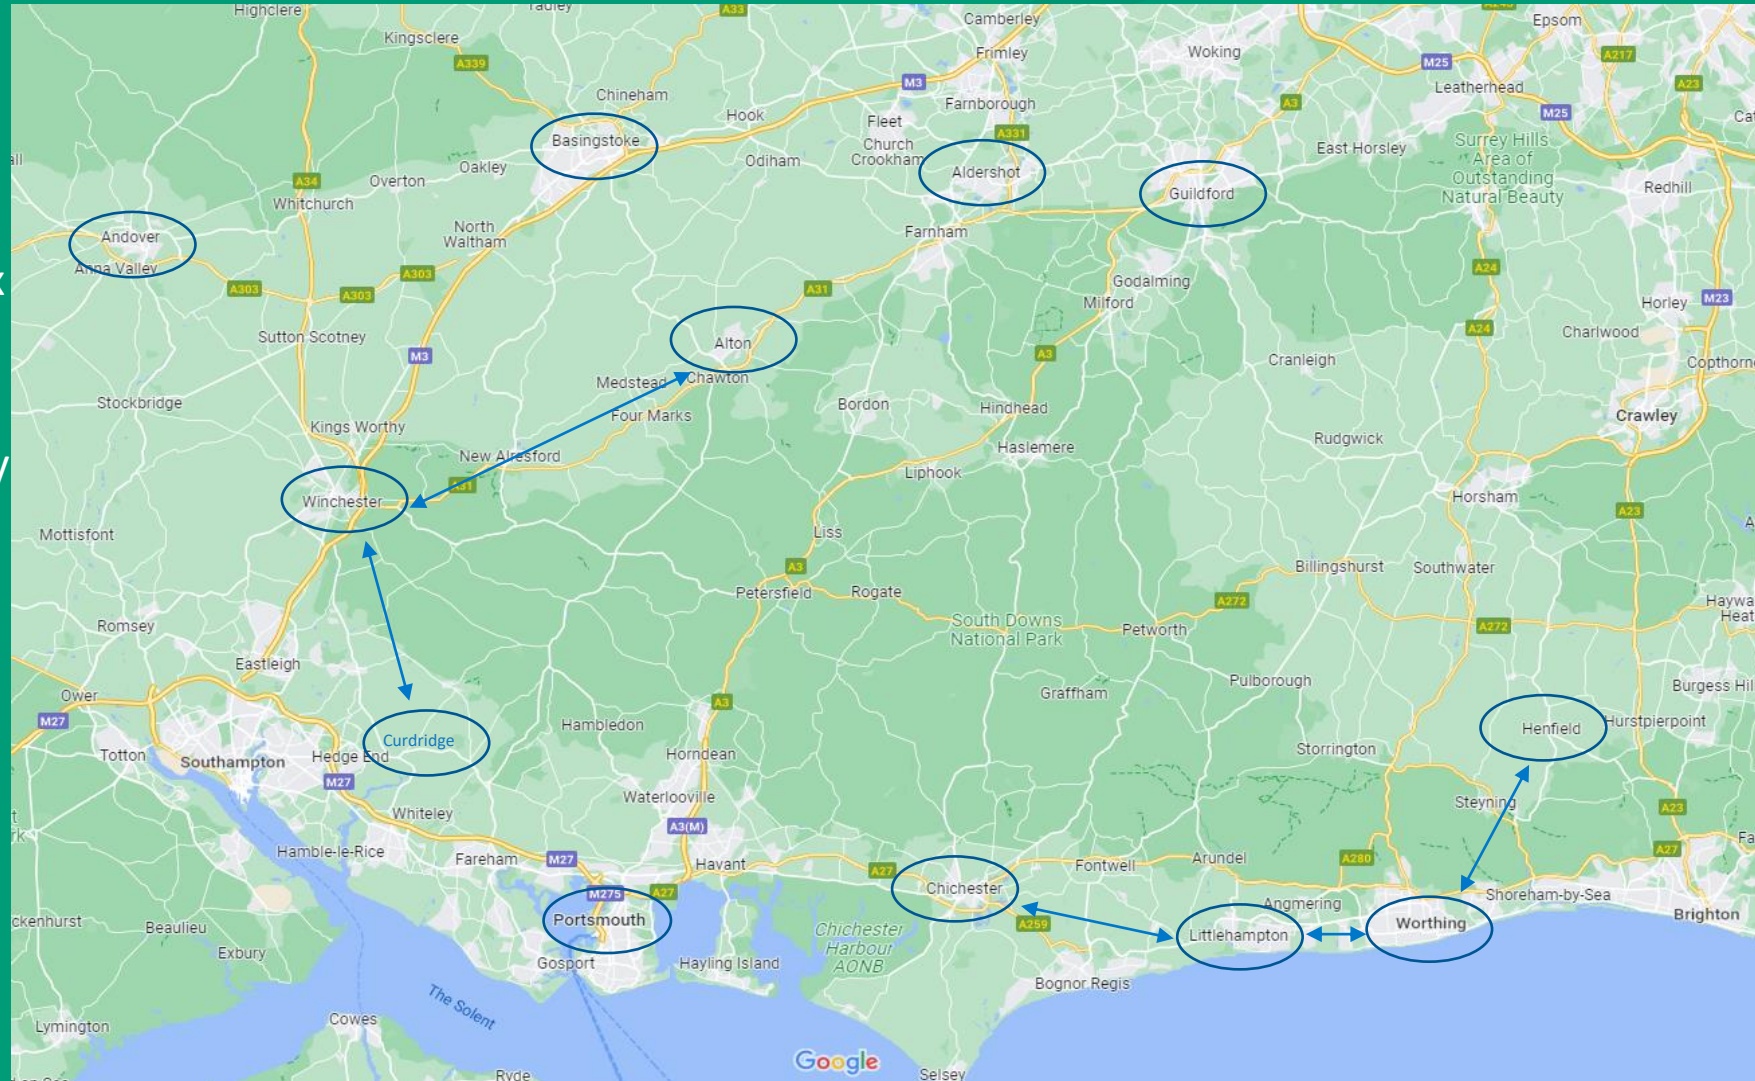 Highclere
Tadley
A33
Camberley
Epsom
Kingsclere
A339
Frimley
Woking
M25
A217
M3
Leatherhead
A23
Chineham
Hook
Farnborough
A3
M25
Fleet
Basingstoke
Church
Crookham
A331
East Horsley
Surrey Hills
Area of
Outstanding
Natural Beauty
Oakley
Odiham
Aldershot
A34
Overton
Guildford
Redhill
Whitchurch
Andover
North
Waltham
Farnham
Anna Valley
A303
A303
A303
A31
Godalming
A24
Milford
Horley
M23
Sutton Scotney
Alton
A24
Charlwood
M3
A3
Cranleigh
Copthorn
Medstead
Chawton
Stockbridge
Four Marks
Bordon
Hindhead
Crawley
Kings Worthy
Haslemere
Rudgwick
y
New Alresford
Liphook
A31
Winchester
Horsham
A23
Mottisfont
Liss
A3
Billingshurst
Southwater
Petersfield
Rogate
A272
Haywa
Heat
Romsey
South Downs
National Park
Petworth
A272
Eastleigh
Pulborough
Ower
A3
Graffham
Burgess Hil
M27
Hambledon
Henfield
Hurstpierpoint
Curdridge
Totton
Southampton
Hedge End
Horndean
Storrington
M27
Waterlooville
Steyning
A23
Whiteley
A3(M)
Hamble-le-Rice
Fareham
M27
Havant
A27
Fontwell
Arundel
A280
A27
M275
A27
Chichester
Shoreham-by-Sea
ckenhurst
Beaulieu
Portsmouth
A259
Angmering
Worthing
Brighton
Littlehampton
Chichester
Harbour
AONB
Exbury
Gosport
Hayling Island
Bognor Regis
The Solent
Lymington
Cowes
Google
Ryde
Selsey